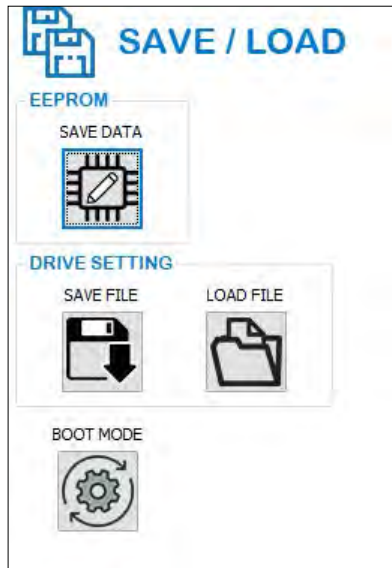 SAVE / LOAD
EEPROM
SAVE DATA
DRIVE SETTING
SAVE FILE LOAD FILE
BOOT MODE